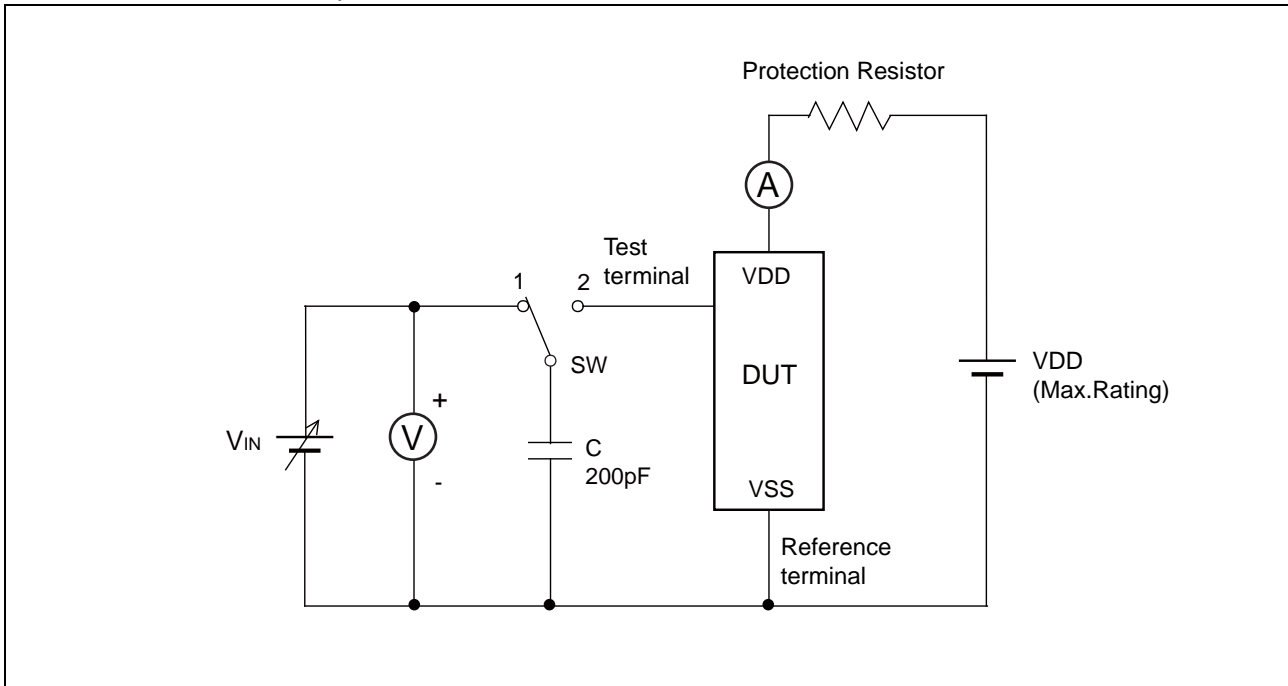 Protection Resistor
A
Test
terminal
1
2
VDD
SW
DUT
VDD
(Max.Rating)
+
VIN
V
C
200pF
-
VSS
Reference
terminal